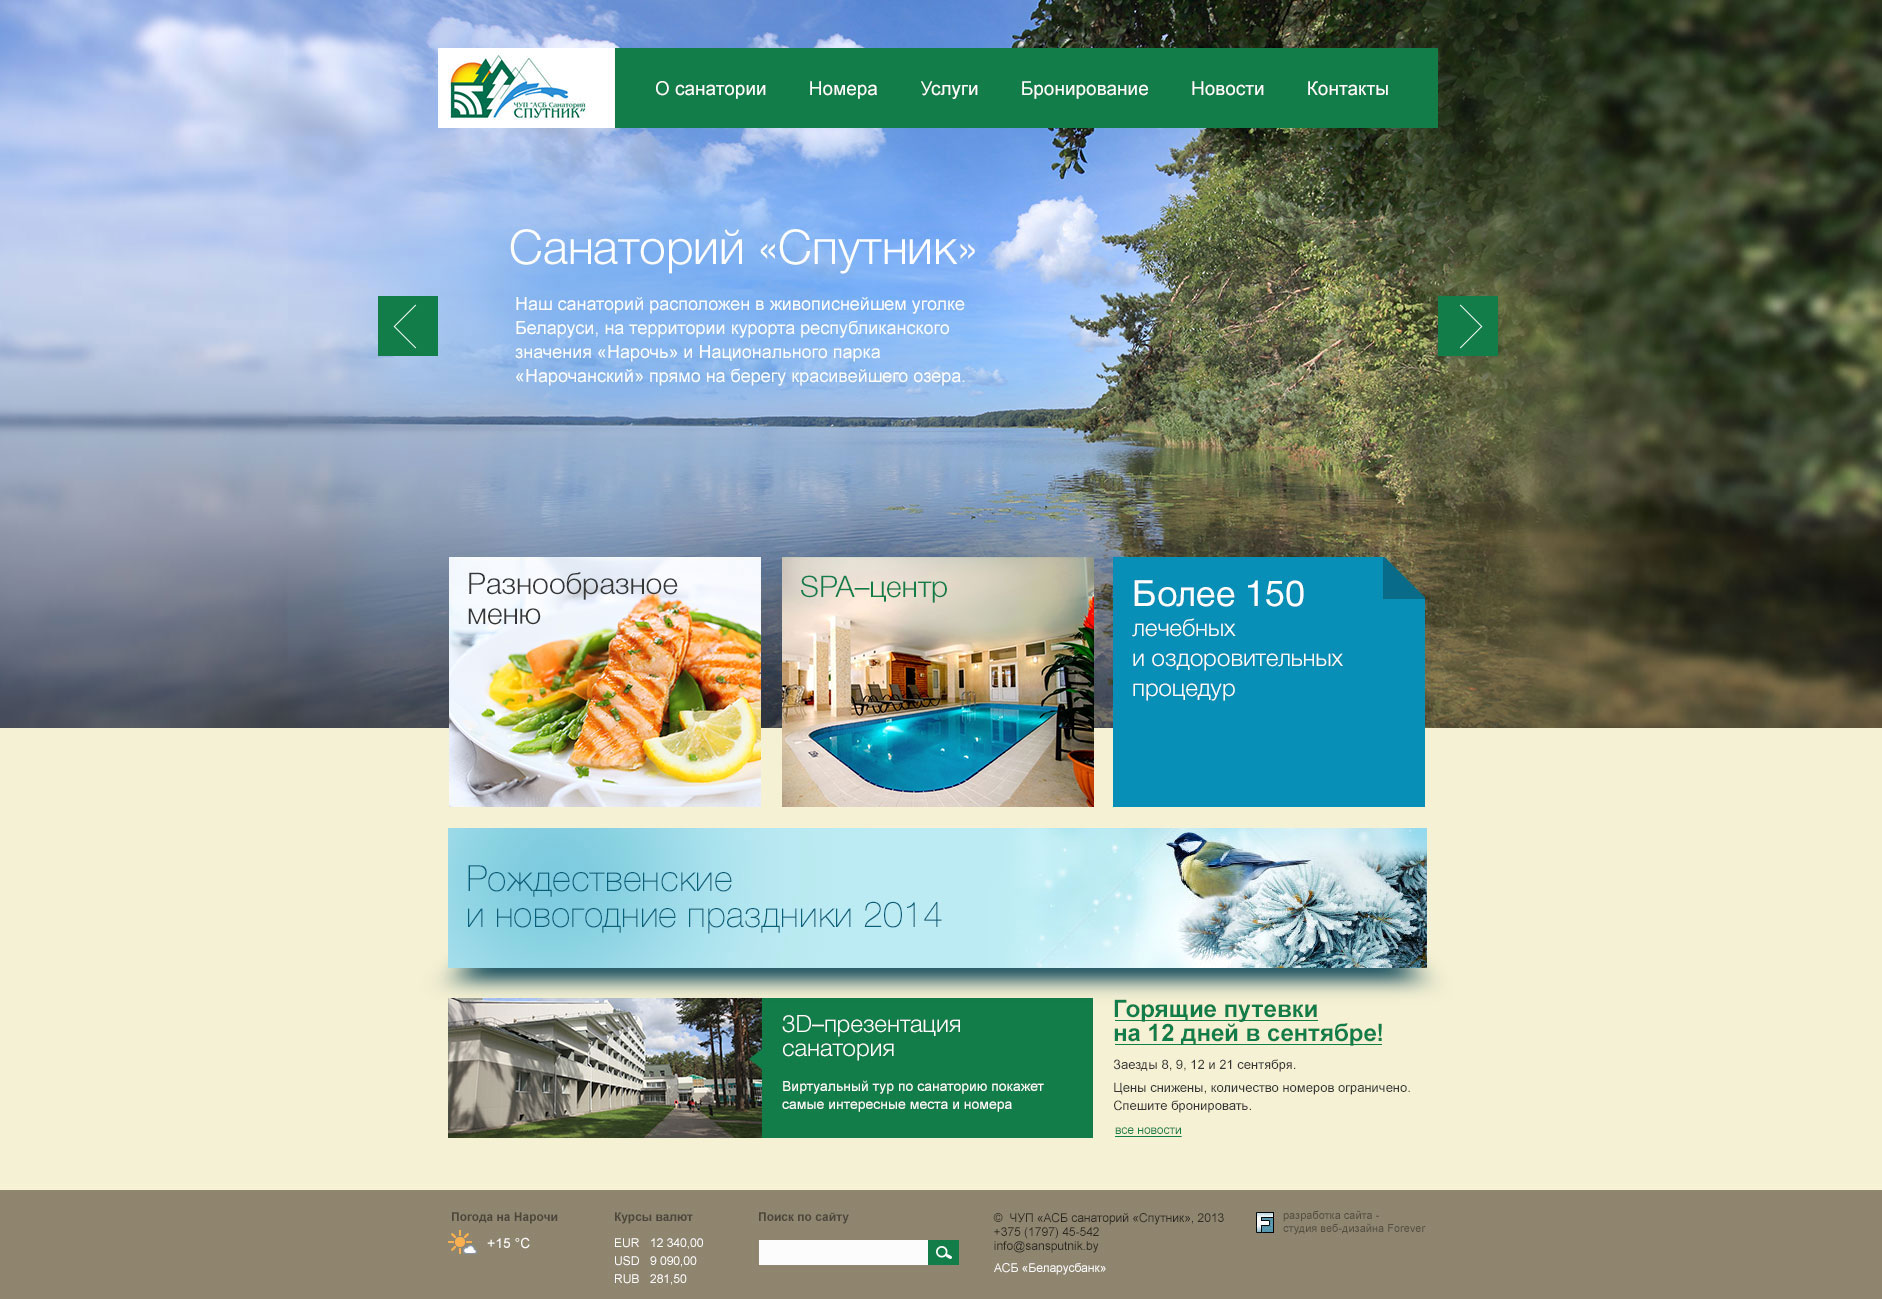 ЧУП "АСБ Санаторий
СПУТНИК"
О санатории
Номера
Услуги
Бронирование
Новости
Контакты
Санаторий «Спутник»
Наш санаторий расположен в живописнейшем уголке
Беларуси, на территории курорта республиканского
значения «Нарочь» и Национального парка
«Нарочанский» прямо на берегу красивейшего озера.
Разнообразное
меню
SPA–центр
Более 150
лечебных
и оздоровительных
процедур
Рождественские
и новогодние праздники 2014
3D–презентация
санатория
Виртуальный тур по санаторию покажет
самые интересные места и номера
Горящие путевки
на 12 дней в сентябре!
Заезды 8, 9, 12 и 21 сентября.
Цены снижены, количество номеров ограничено.
Спешите бронировать.
все новости
Погода на Нарочи
+15 °C
Курсы валют
EUR 12 340,00
USD 9 090,00
RUB 281,50
Поиск по сайту
© ЧУП «АСБ санаторий «Спутник», 2013
+375 (1797) 45-542
info@sansputnik.by
АСБ «Беларусбанк»
F
разработка сайта -
студия веб-дизайна Forever